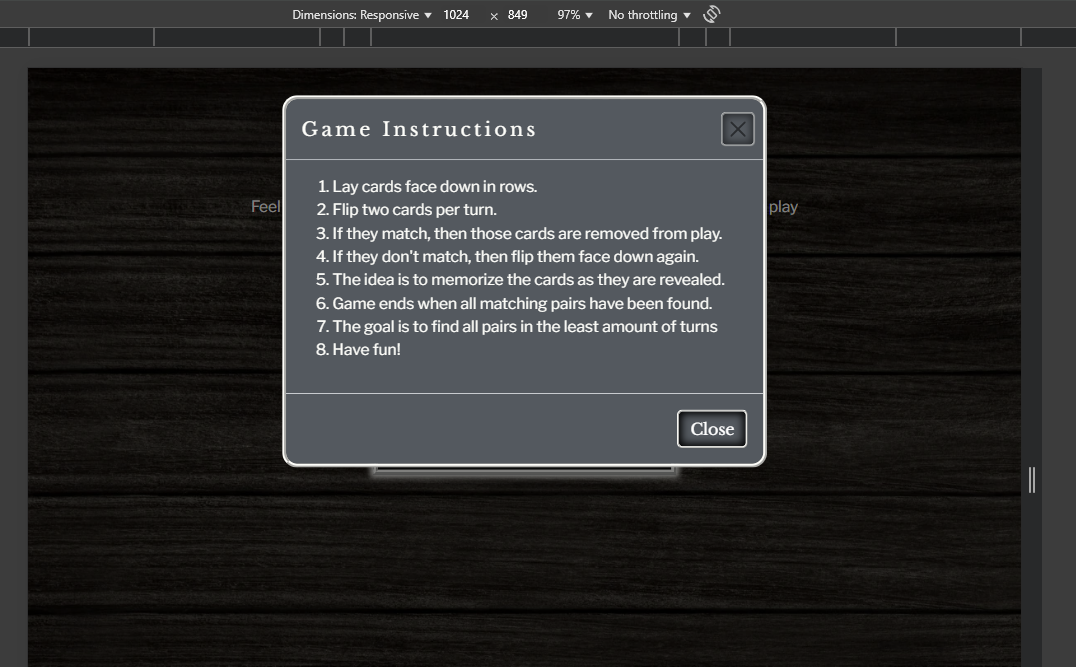 Dimensions: Responsive 1024 × 849 97% No throttling
Game Instructions
1. Lay cards face down in rows.
Feel play
2. Flip two cards per turn.
3. If they match, then those cards are removed from play.
4. If they don't match, then flip them face down again.
5. The idea is to memorize the cards as they are revealed.
6. Game ends when all matching pairs have been found.
7. The goal is to find all pairs in the least amount of turns
8. Have fun!
Close